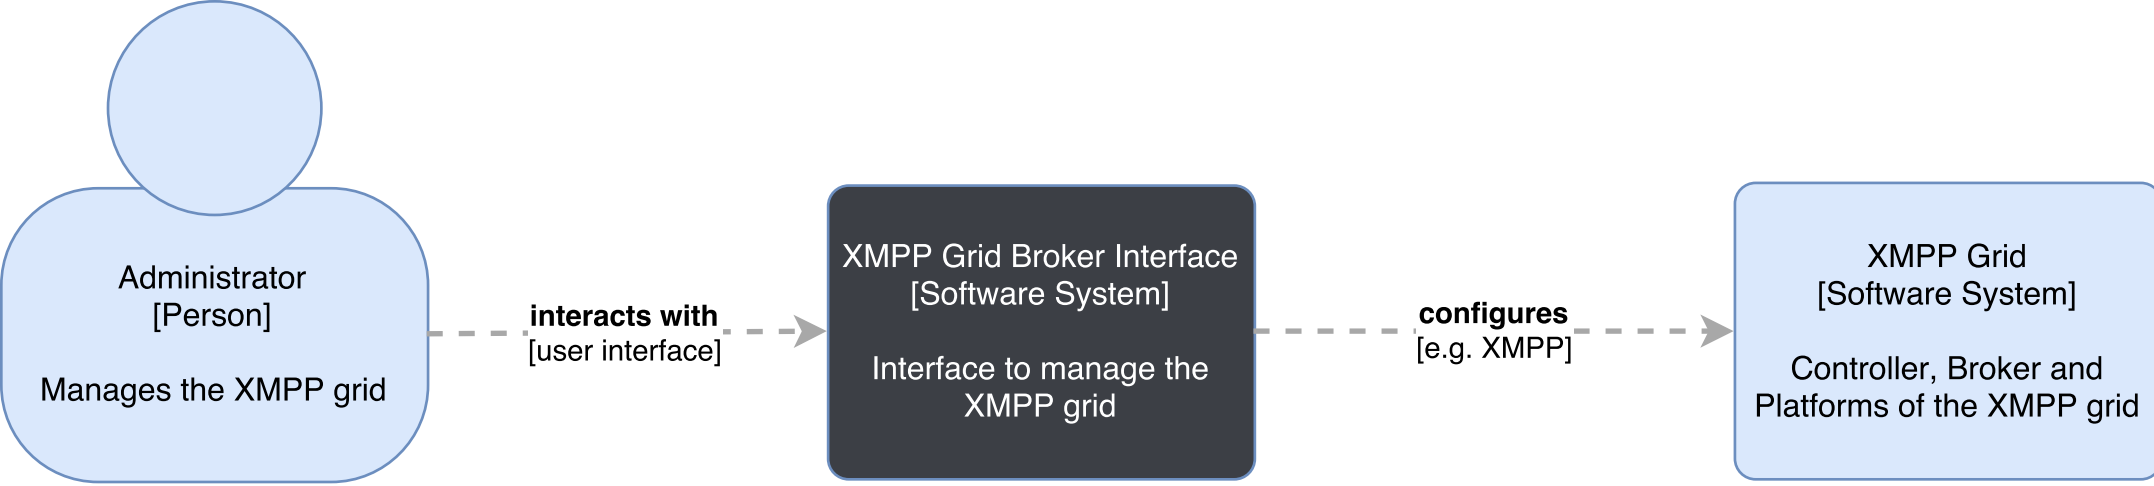 Administrator
[Person]
Manages the XMPP grid
interacts with
[user interface]
XMPP Grid Broker Interface
[Software System]
Interface to manage the
XMPP grid
configures
[e.g. XMPP]
XMPP Grid
[Software System]
Controller, Broker and
Platforms of the XMPP grid